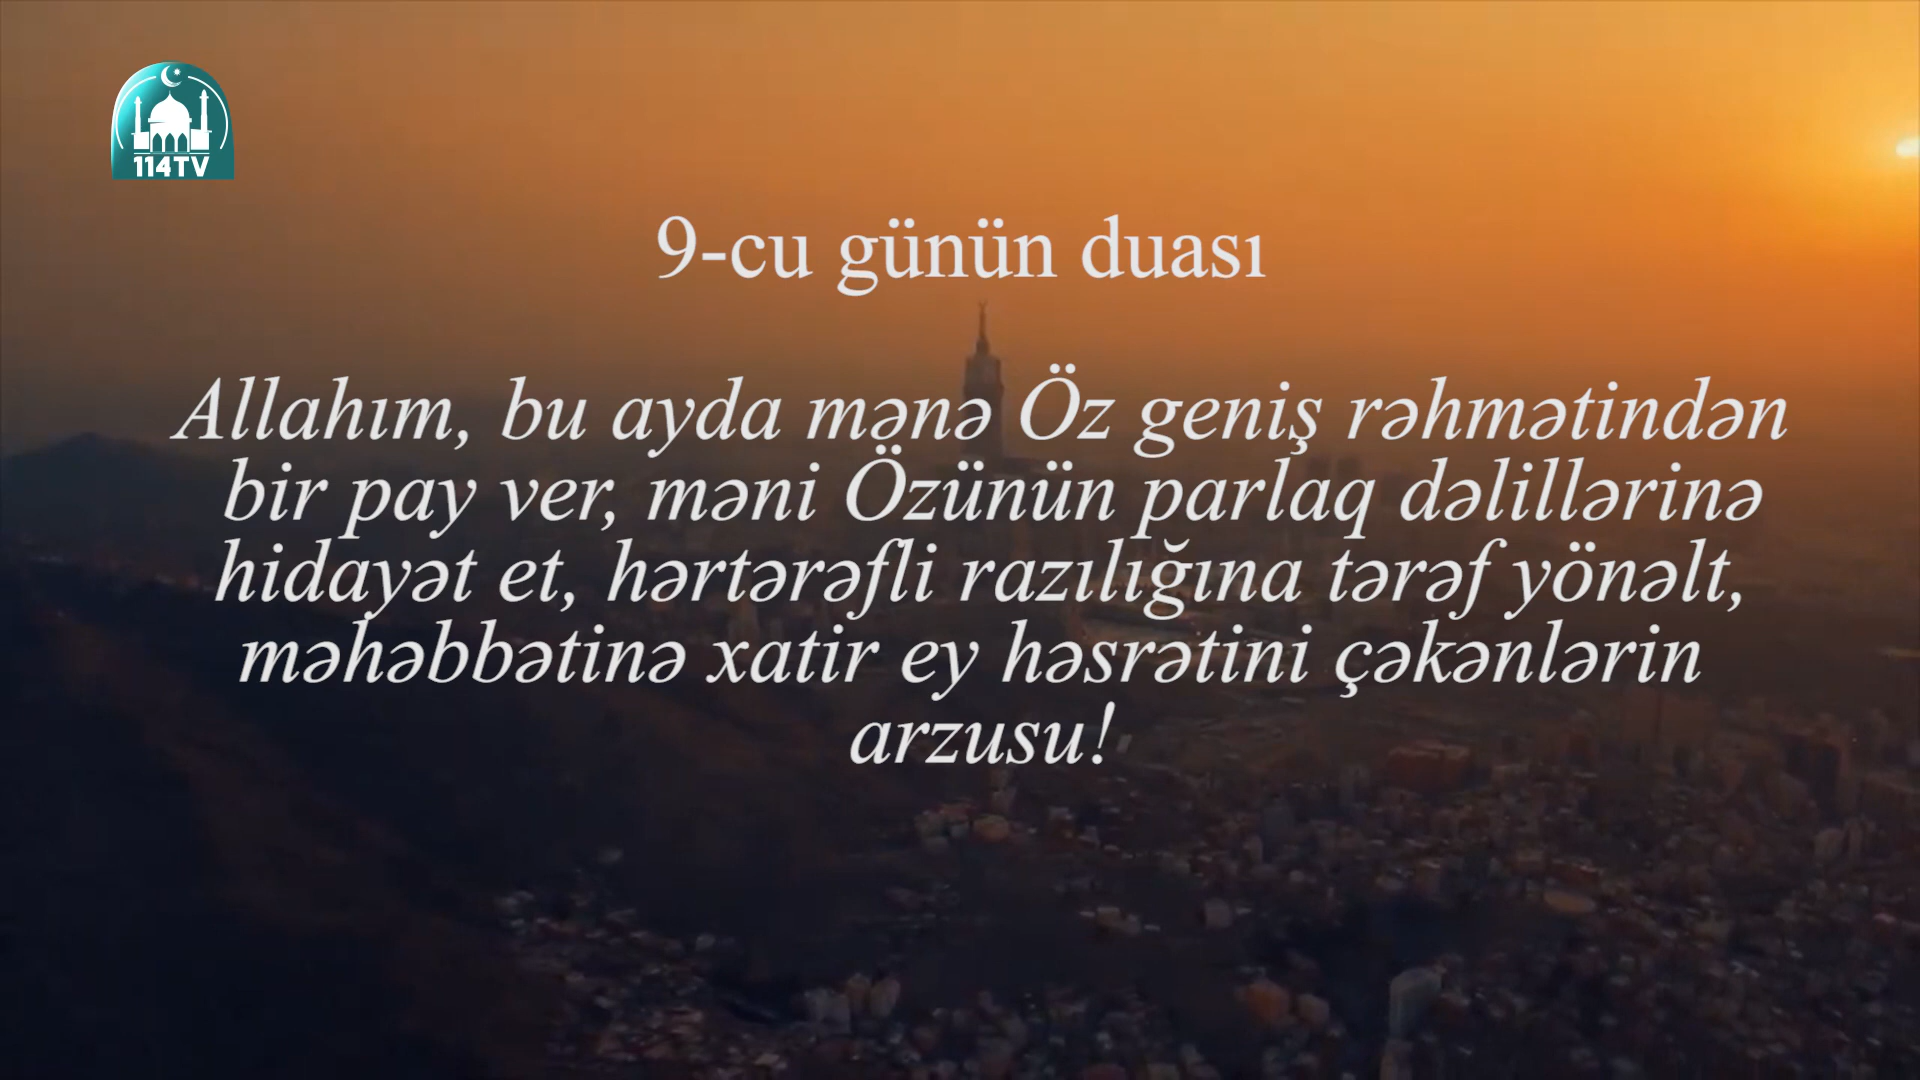 114TV
9-cu günün duası
Allahım, bu ayda mənə Öz geniş rəhmətindən
bir pay ver, məni Özünün parlaq dəlillərinə
hidayət et, hərtərəfli razılığına tərəf yönəlt,
məhəbbətinə xatir ey həsrətini çəkənlərin
arzusu!